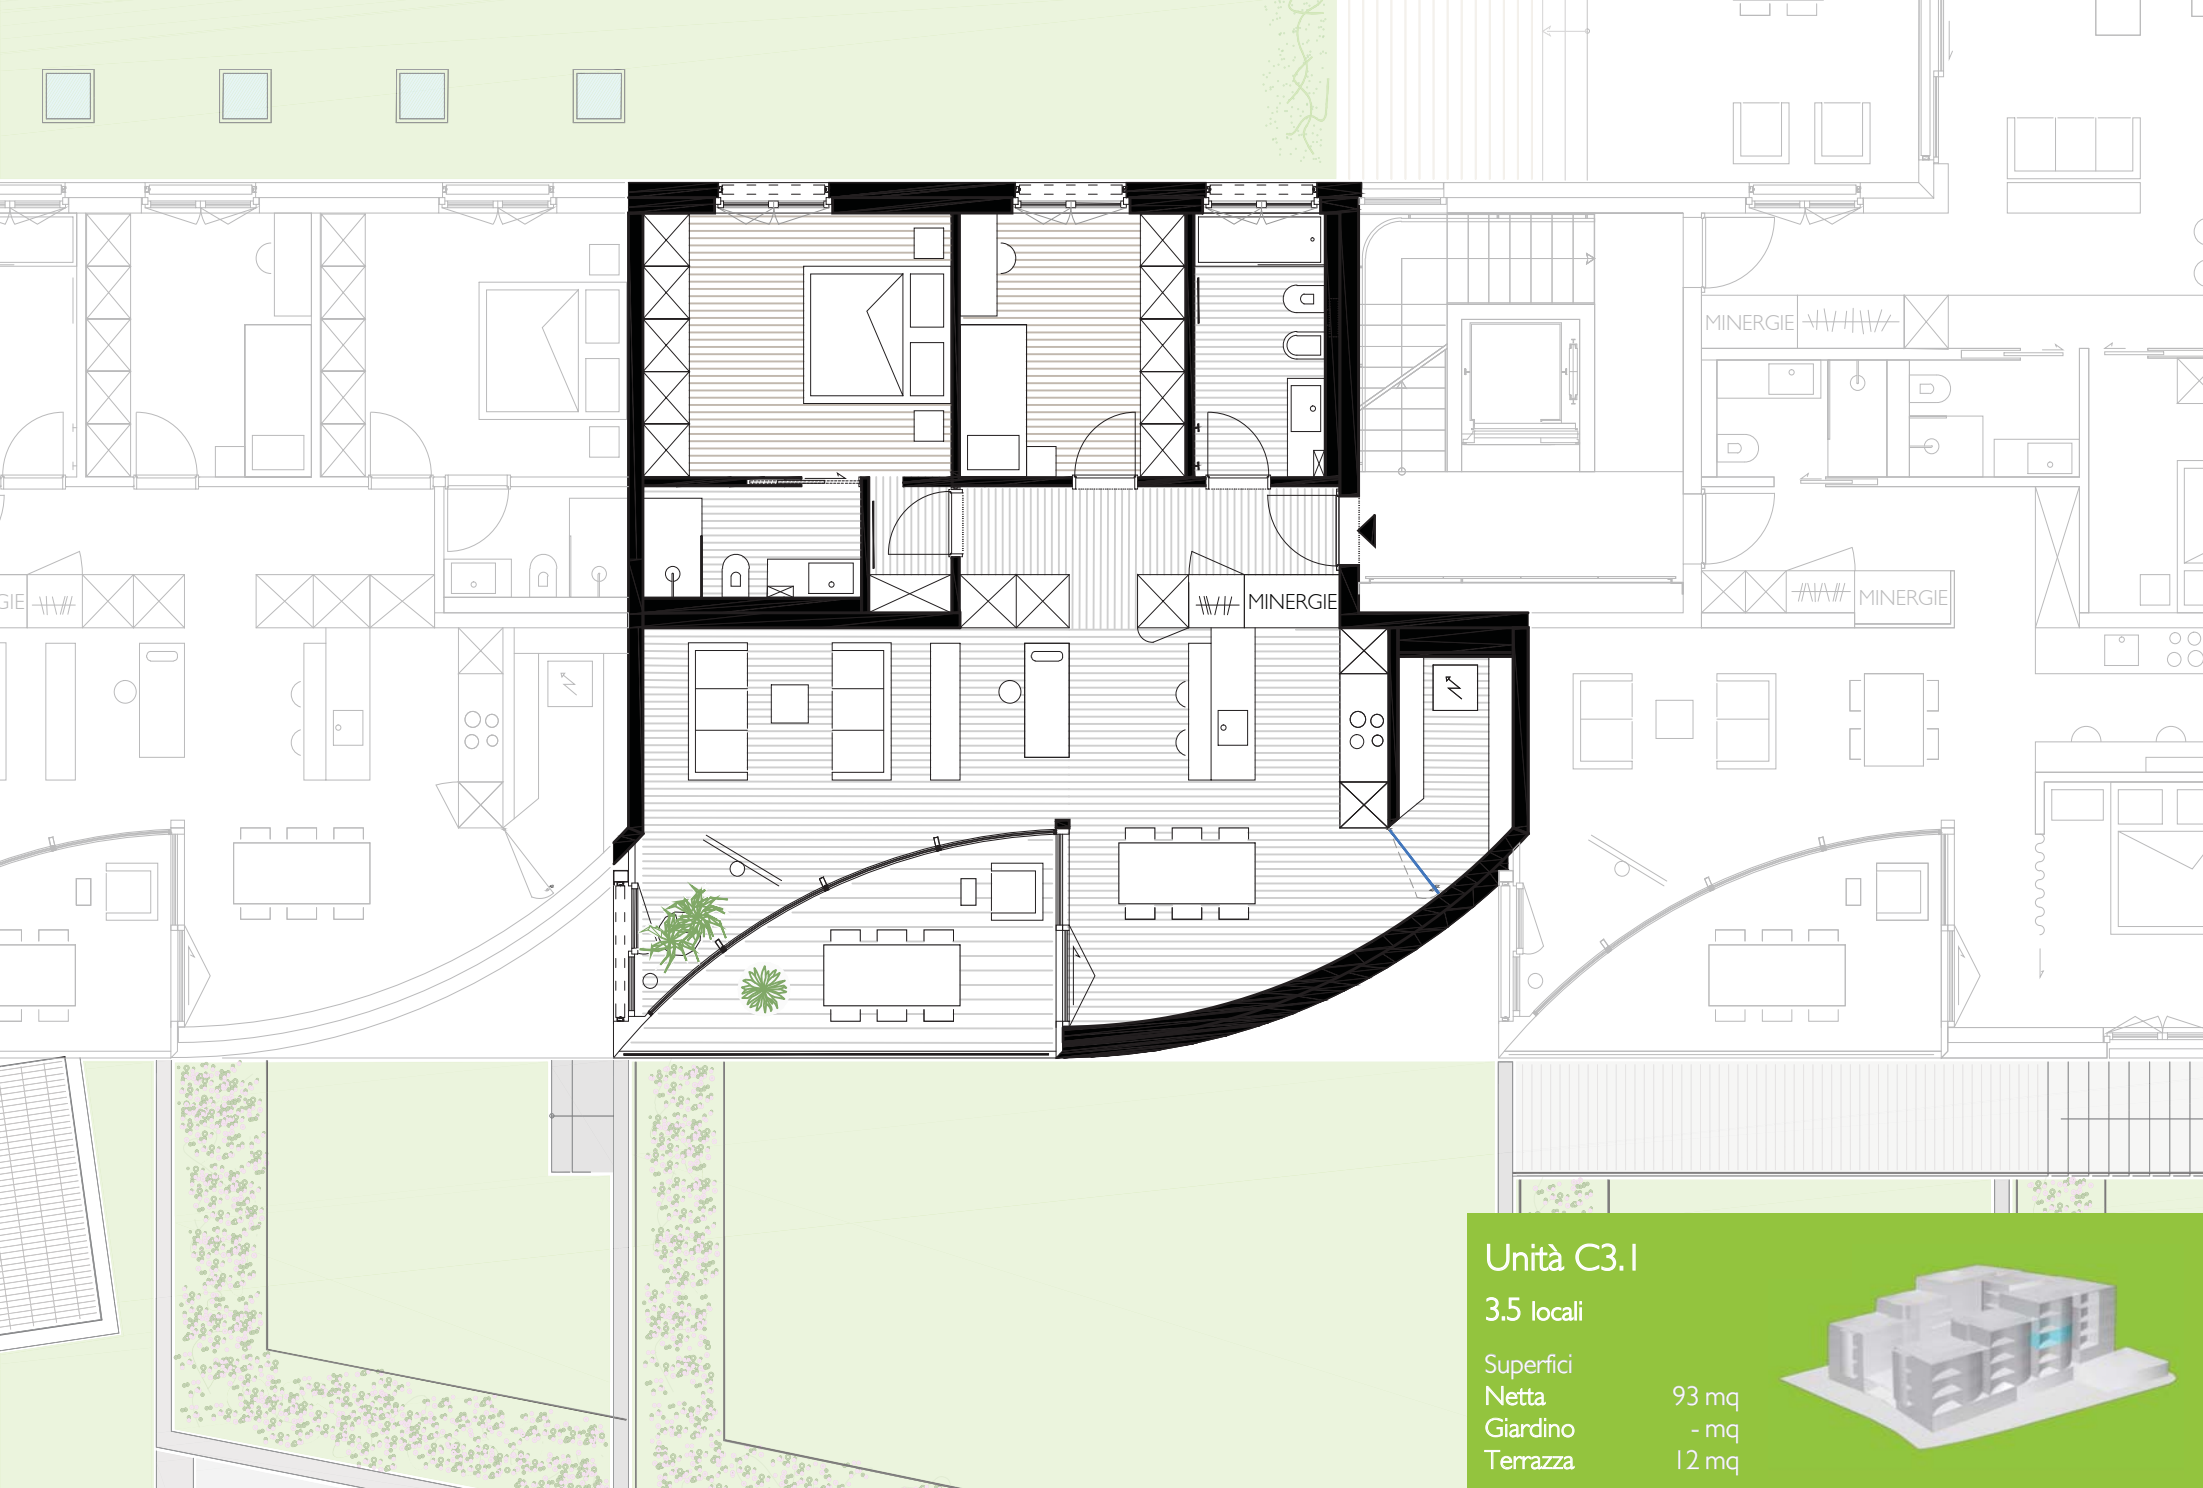 MINERGIE
GIE
MINERGIE
MINERGIE
Unità C3.1
3.5 locali
Superfici
Netta 93 mq
Giardino - mq
Terrazza 12 mq